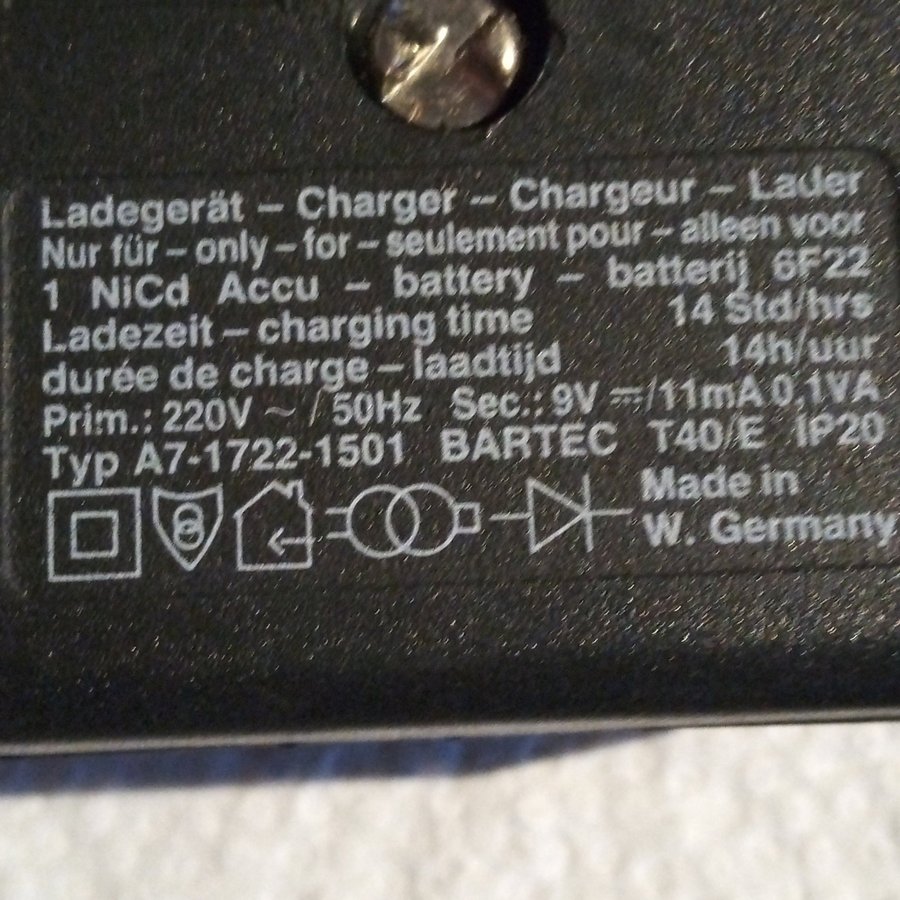 Ladegerät – Charger – Chargeur – Lader
Nur für – only – for – seulement pour – alleen voor
1 NiCd Accu – battery – batterij 6F22
Ladezeit – charging time 14 Std/hrs
durée de charge – laadtijd 14h/uur
Prim.: 220V ~ / 50Hz Sec.: 9V ⎓/11mA 0,1VA
Typ A7-1722-1501 BARTEC T40/E IP20
Made in
W. Germany